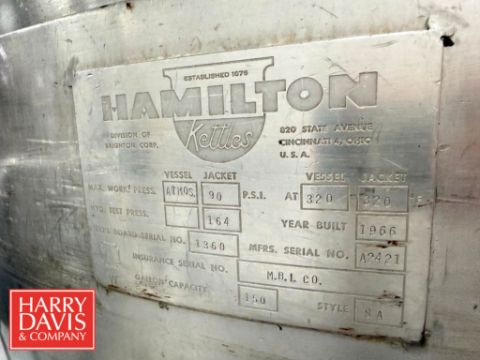 ESTABLISHED 1876
HAMILTON
Kettles
DIVISION OF
BRIGHTON CORP.
820 STATE AVENUE
CINCINNATI 4, OHIO
U. S. A.
VESSEL JACKET VESSEL JACKET
MAX. WORK. PRESS. ATMOS. 90 P.S.I. AT 320 320 °F
HYD. TEST PRESS. 164 YEAR BUILT 1966
BOARD SERIAL NO. 1360 MFRS. SERIAL NO. A2421
INSURANCE SERIAL NO. M.B.I. CO.
GALLON CAPACITY 150 STYLE NA
HARRY
DAVIS
& COMPANY